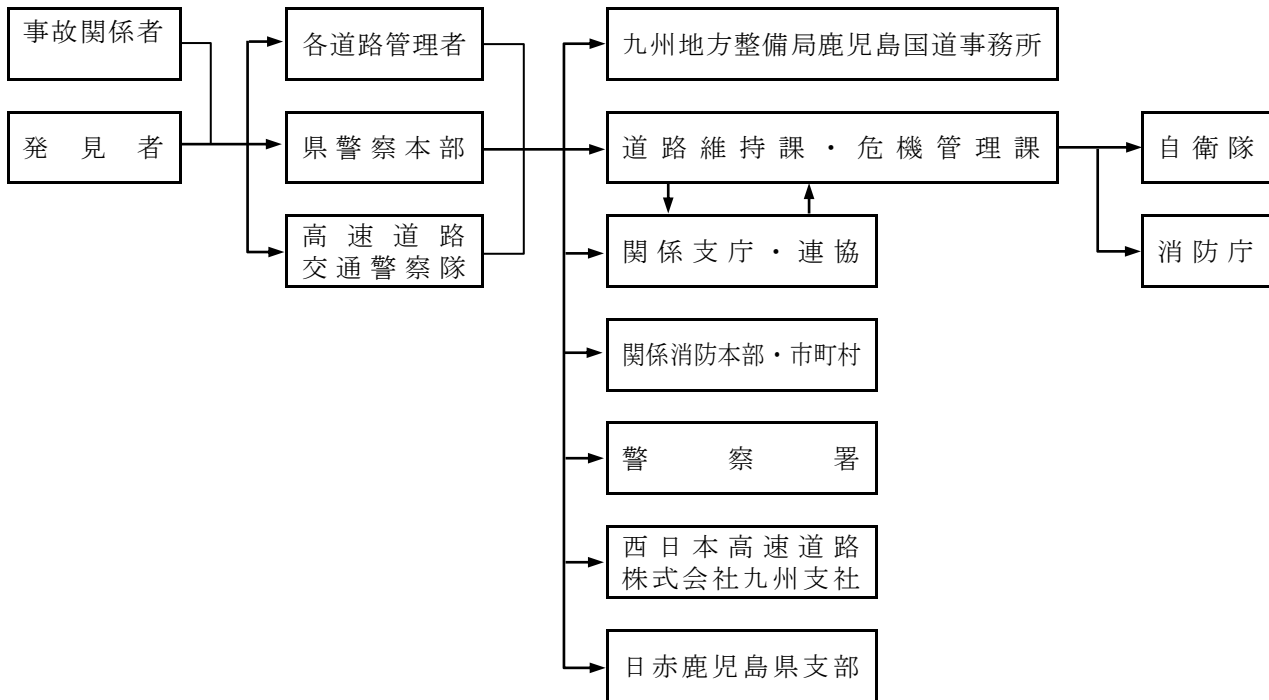 事故関係者
発見者
各道路管理者
県警察本部
高速道路
交通警察隊
九州地方整備局鹿児島国道事務所
道路維持課・危機管理課
関係支庁・連協
関係消防本部・市町村
警察署
西日本高速道路
株式会社九州支社
日赤鹿児島県支部
自衛隊
消防庁